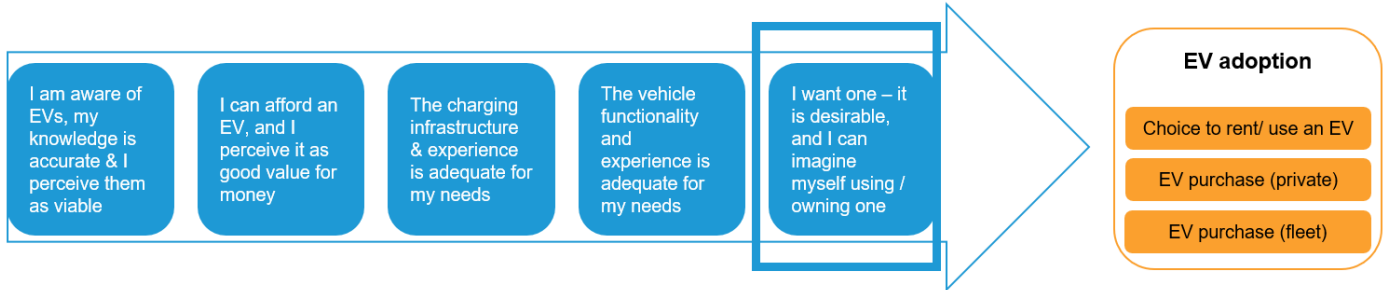 I am aware of
EVs, my
knowledge is
accurate & I
perceive them
as viable
I can afford an
EV, and I
perceive it as
good value for
money
The charging
infrastructure
& experience
is adequate for
my needs
The vehicle
functionality
and
experience is
adequate for
my needs
I want one – it
is desirable,
and I can
imagine
myself using /
owning one
EV adoption
Choice to rent/ use an EV
EV purchase (private)
EV purchase (fleet)